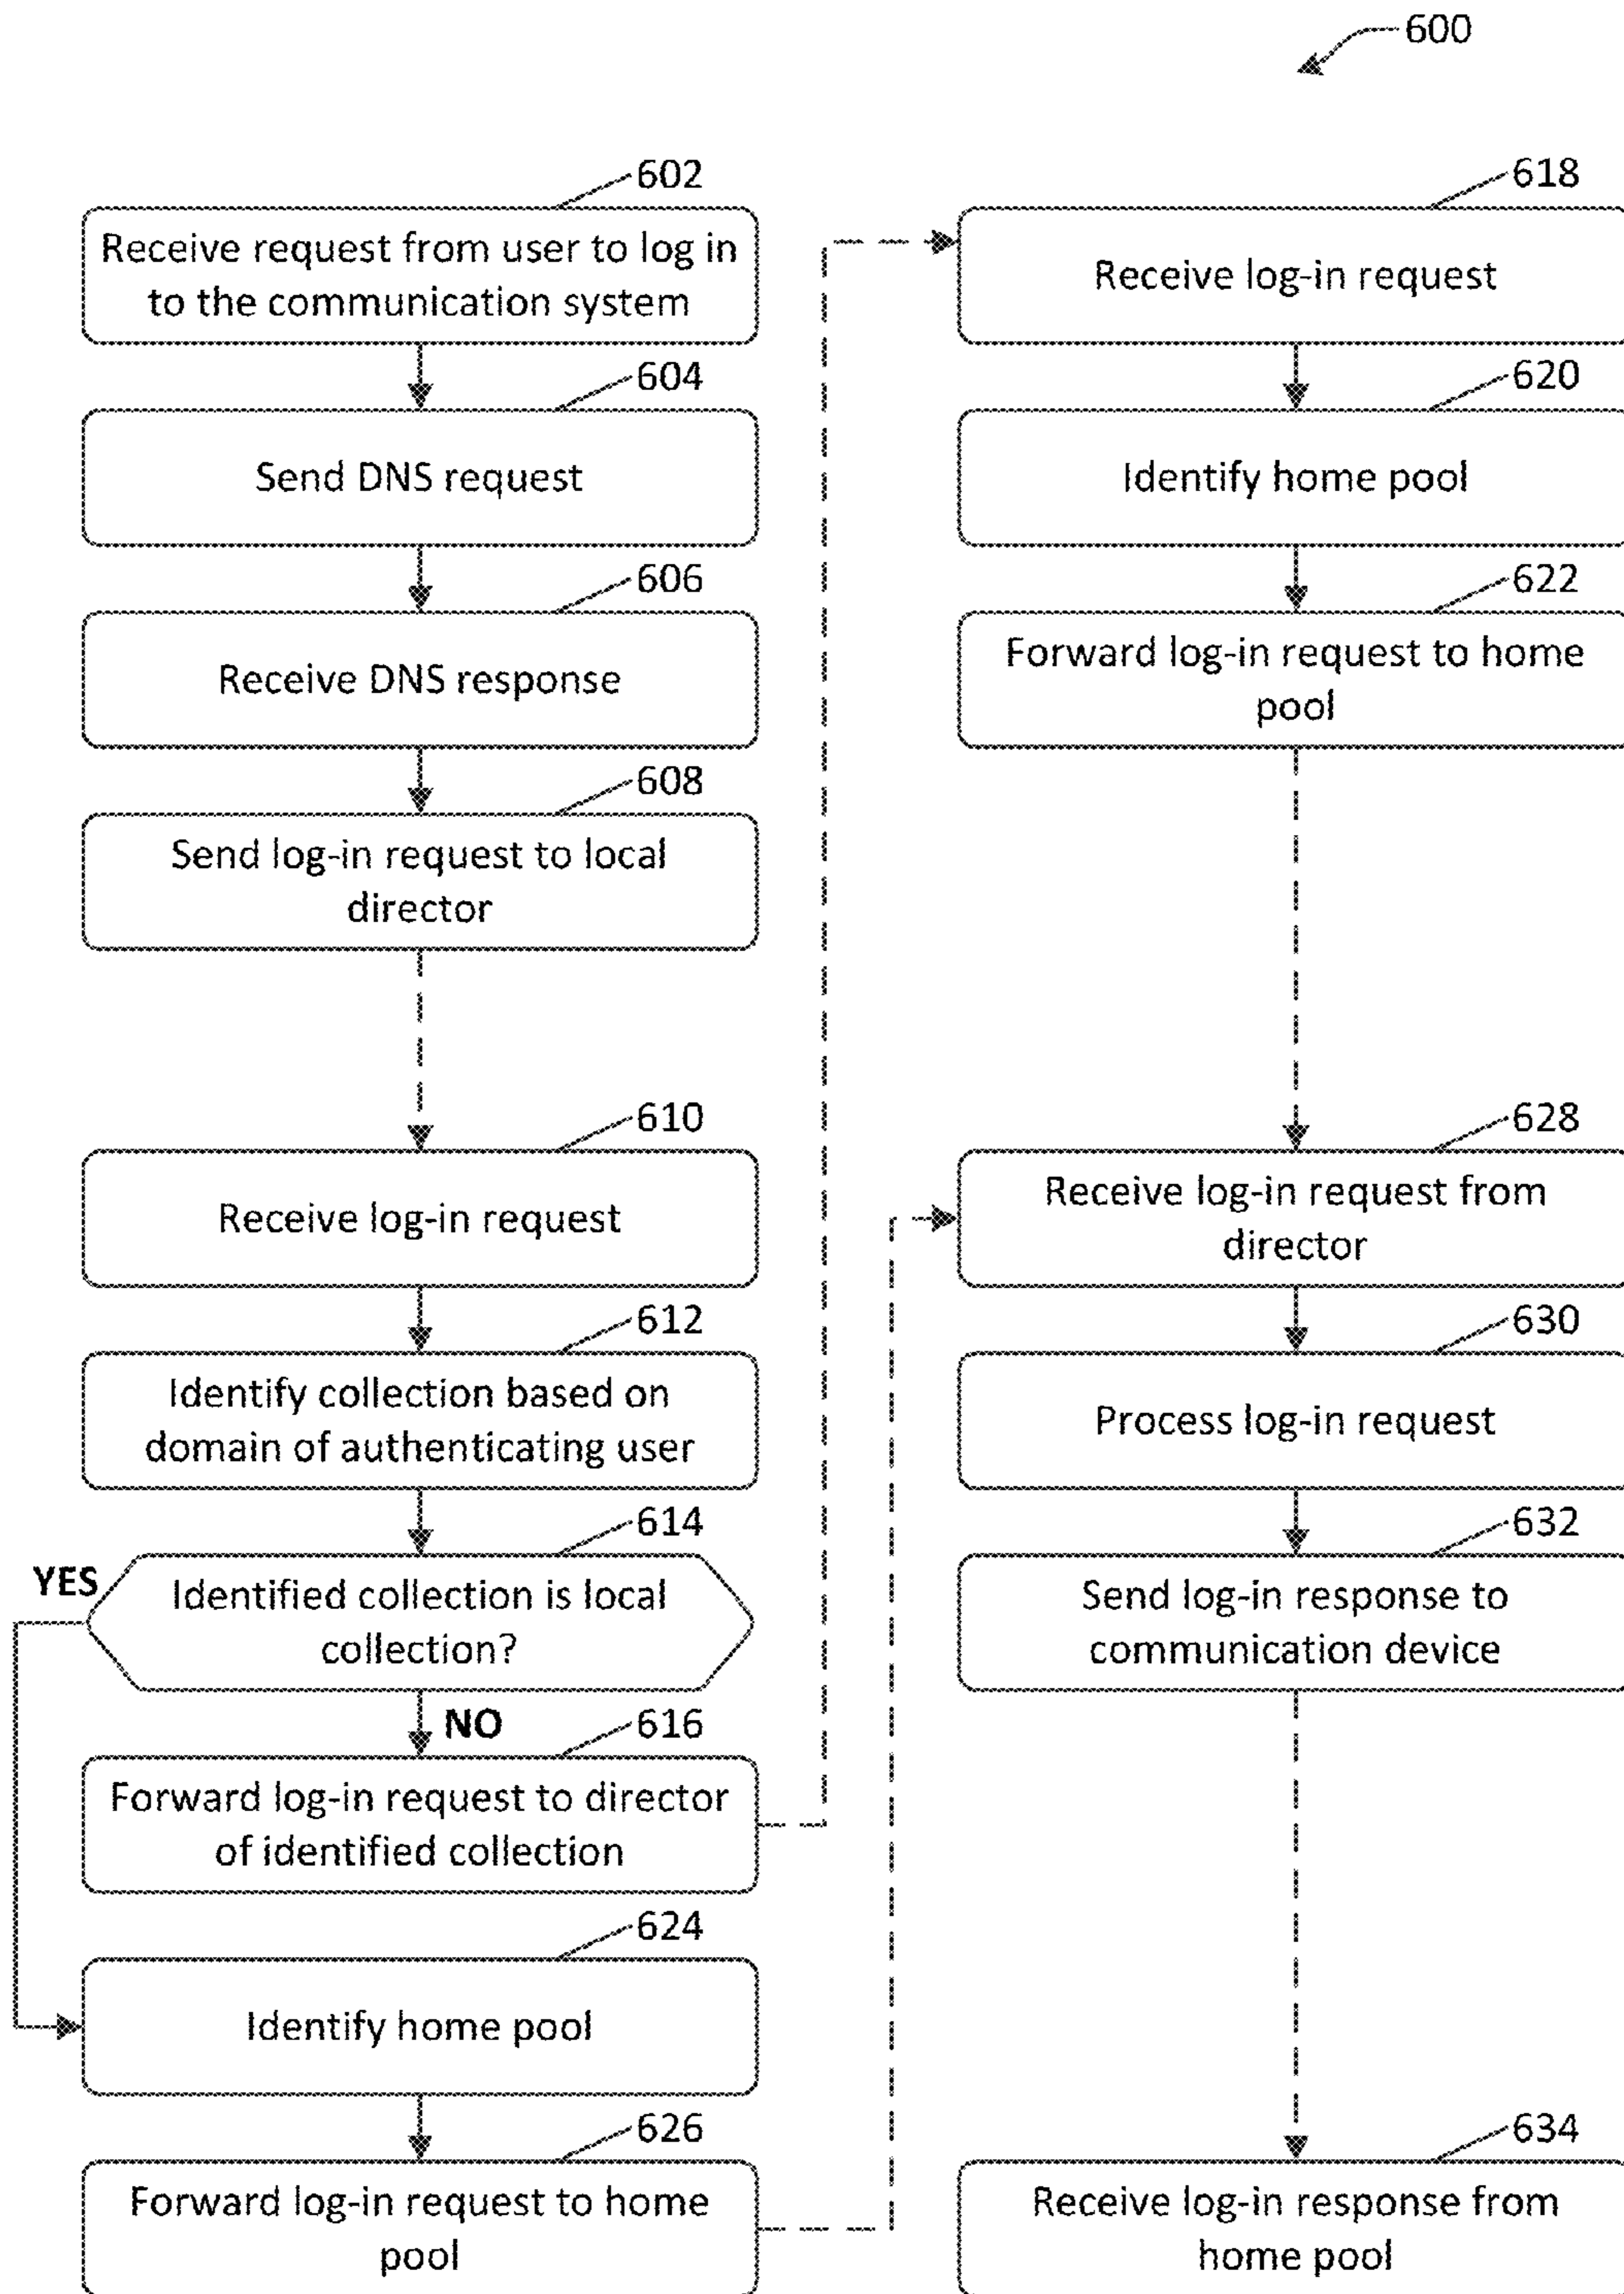 600
602
Receive request from user to log in
to the communication system
604
Send DNS request
606
Receive DNS response
608
Send log-in request to local
director
610
Receive log-in request
612
Identify collection based on
domain of authenticating user
614
YES
Identified collection is local
collection?
NO
616
Forward log-in request to director
of identified collection
624
Identify home pool
626
Forward log-in request to home
pool
618
Receive log-in request
620
Identify home pool
622
Forward log-in request to home
pool
628
Receive log-in request from
director
630
Process log-in request
632
Send log-in response to
communication device
634
Receive log-in response from
home pool